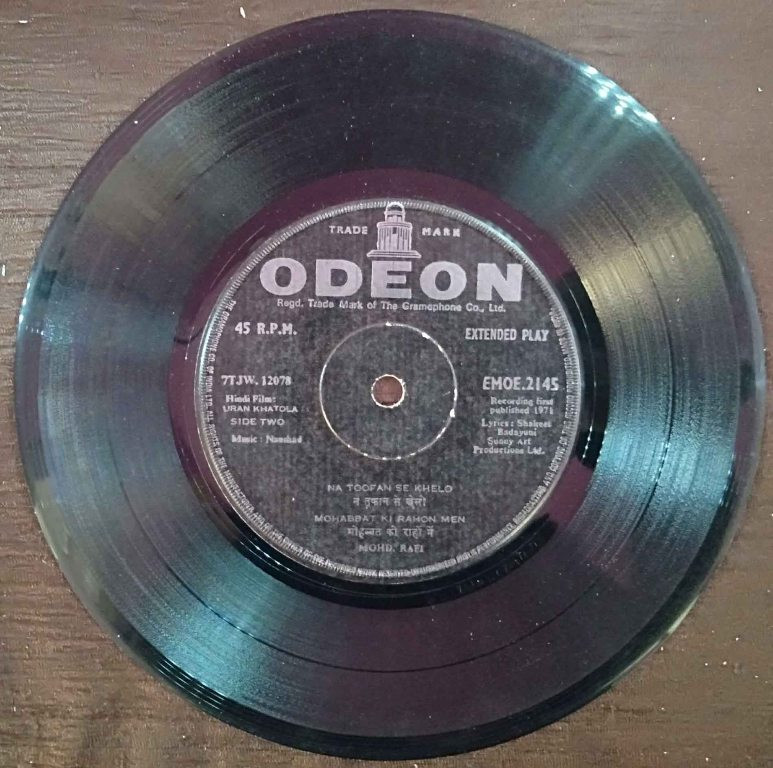 TRADE MARK
ODEON
Regd. Trade Mark of The Gramophone Co., Ltd.
45 R.P.M.
EXTENDED PLAY
7TJW. 12078
Hindi Film:
URAN KHATOLA
SIDE TWO
Music : Naushad
EMOE.2145
Recording first
published 1971
Lyrics : Shakeel
Badayuni
Sunny Art
Productions Ltd.
NA TOOFAN SE KHELO
न तूफान से खेलो
MOHABBAT KI RAHON MEN
मोहब्बत की राहों में
MOHD. RAFI